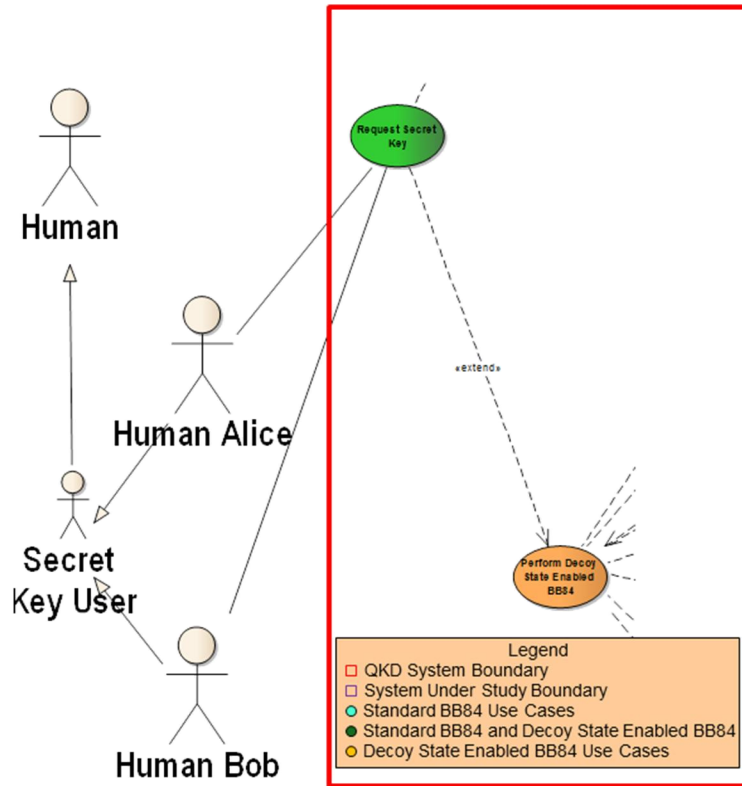 Request Secret
Key
Human
«extend»
Human Alice
Secret
Key User
Perform Decoy
State Enabled
BB84
Human Bob
Legend
QKD System Boundary
System Under Study Boundary
Standard BB84 Use Cases
Standard BB84 and Decoy State Enabled BB84
Decoy State Enabled BB84 Use Cases